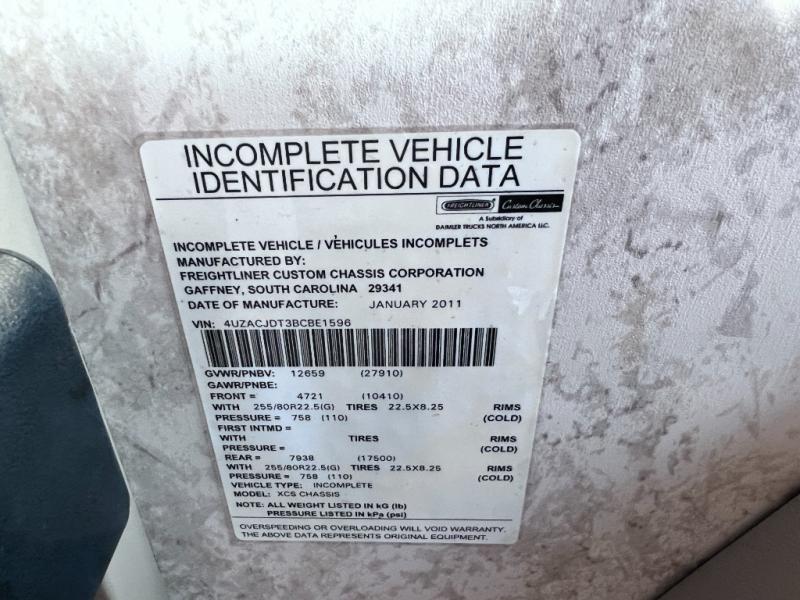 INCOMPLETE VEHICLE
IDENTIFICATION DATA
FREIGHTLINER Custom Chassis
A Subsidiary of
DAIMLER TRUCKS NORTH AMERICA LLC.
INCOMPLETE VEHICLE / VÉHICULES INCOMPLETS
MANUFACTURED BY:
FREIGHTLINER CUSTOM CHASSIS CORPORATION
GAFFNEY, SOUTH CAROLINA 29341
DATE OF MANUFACTURE: JANUARY 2011
VIN: 4UZACJDT3BCBE1596
GVWR/PNBV: 12659 (27910)
GAWR/PNBE:
FRONT = 4721 (10410)
WITH 255/80R22.5(G) TIRES 22.5X8.25 RIMS
PRESSURE = 758 (110) (COLD)
FIRST INTMD =
WITH TIRES RIMS
PRESSURE = (COLD)
REAR = 7938 (17500)
WITH 255/80R22.5(G) TIRES 22.5X8.25 RIMS
PRESSURE = 758 (110) (COLD)
VEHICLE TYPE: INCOMPLETE
MODEL: XCS CHASSIS
NOTE: ALL WEIGHT LISTED IN kG (lb)
PRESSURE LISTED IN kPa (psi)
OVERSPEEDING OR OVERLOADING WILL VOID WARRANTY.
THE ABOVE DATA REPRESENTS ORIGINAL EQUIPMENT.